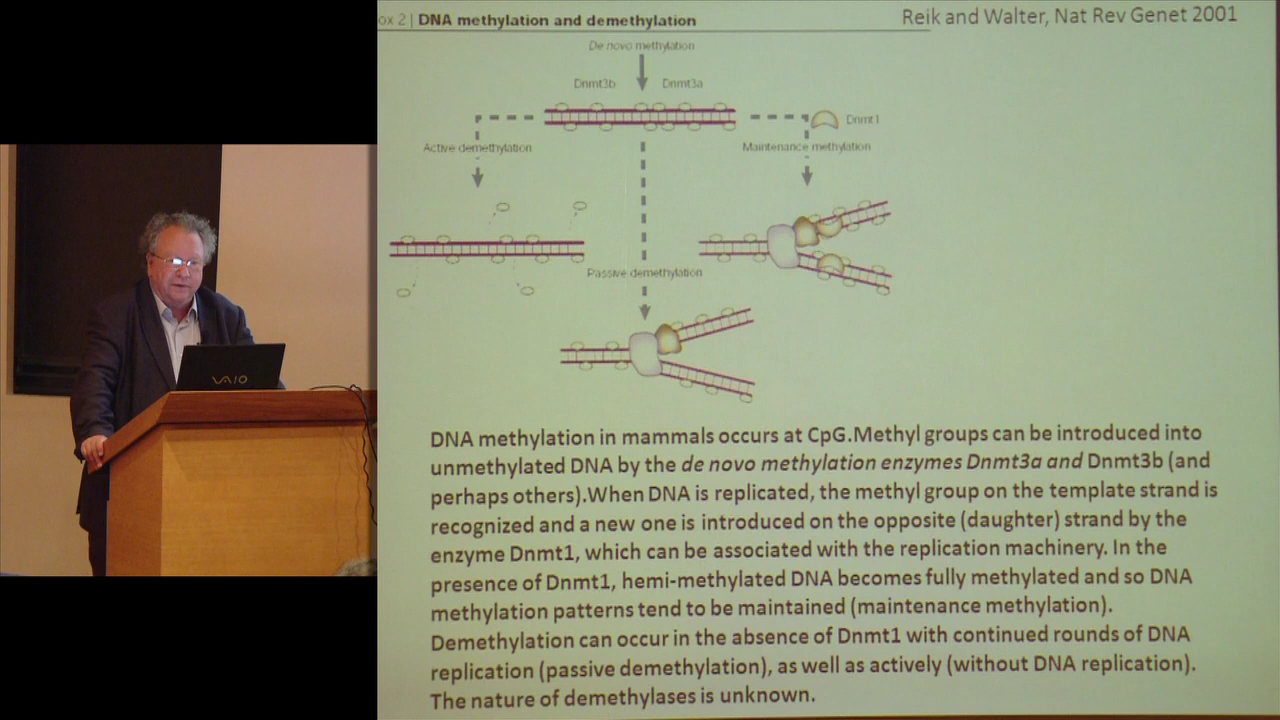 ox 2 | DNA methylation and demethylation
Reik and Walter, Nat Rev Genet 2001
De novo methylation
Dnmt3b
Dnmt3a
Dnmt1
Active demethylation
Maintenance methylation
Passive demethylation
VAIO
DNA methylation in mammals occurs at CpG.Methyl groups can be introduced into
unmethylated DNA by the de novo methylation enzymes Dnmt3a and Dnmt3b (and
perhaps others).When DNA is replicated, the methyl group on the template strand is
recognized and a new one is introduced on the opposite (daughter) strand by the
enzyme Dnmt1, which can be associated with the replication machinery. In the
presence of Dnmt1, hemi-methylated DNA becomes fully methylated and so DNA
methylation patterns tend to be maintained (maintenance methylation).
Demethylation can occur in the absence of Dnmt1 with continued rounds of DNA
replication (passive demethylation), as well as actively (without DNA replication).
The nature of demethylases is unknown.